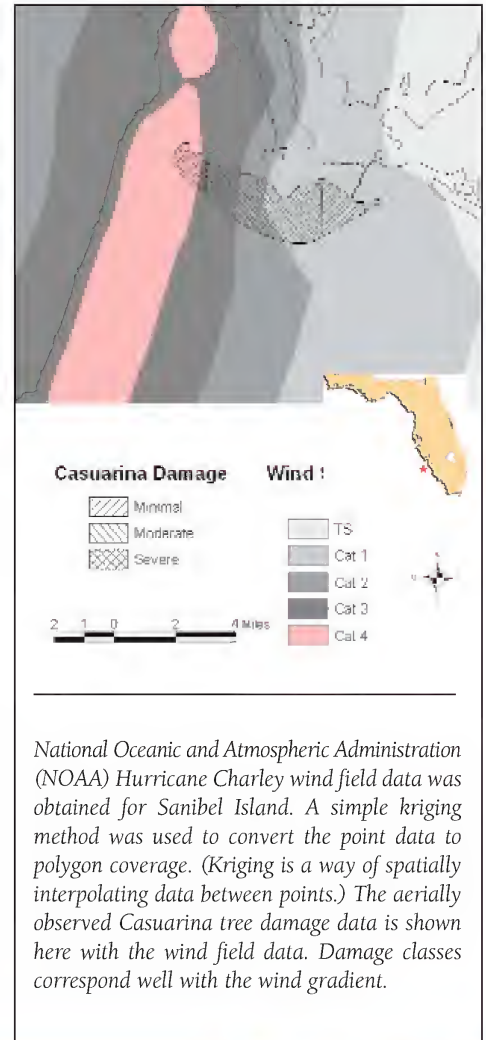 Casuarina Damage
Minimal
Moderate
Severe
Wind
TS
Cat 1
Cat 2
Cat 3
Cat 4
2 1 0 2 4 Miles
National Oceanic and Atmospheric Administration
(NOAA) Hurricane Charley wind field data was
obtained for Sanibel Island. A simple kriging
method was used to convert the point data to
polygon coverage. (Kriging is a way of spatially
interpolating data between points.) The aerially
observed Casuarina tree damage data is shown
here with the wind field data. Damage classes
correspond well with the wind gradient.